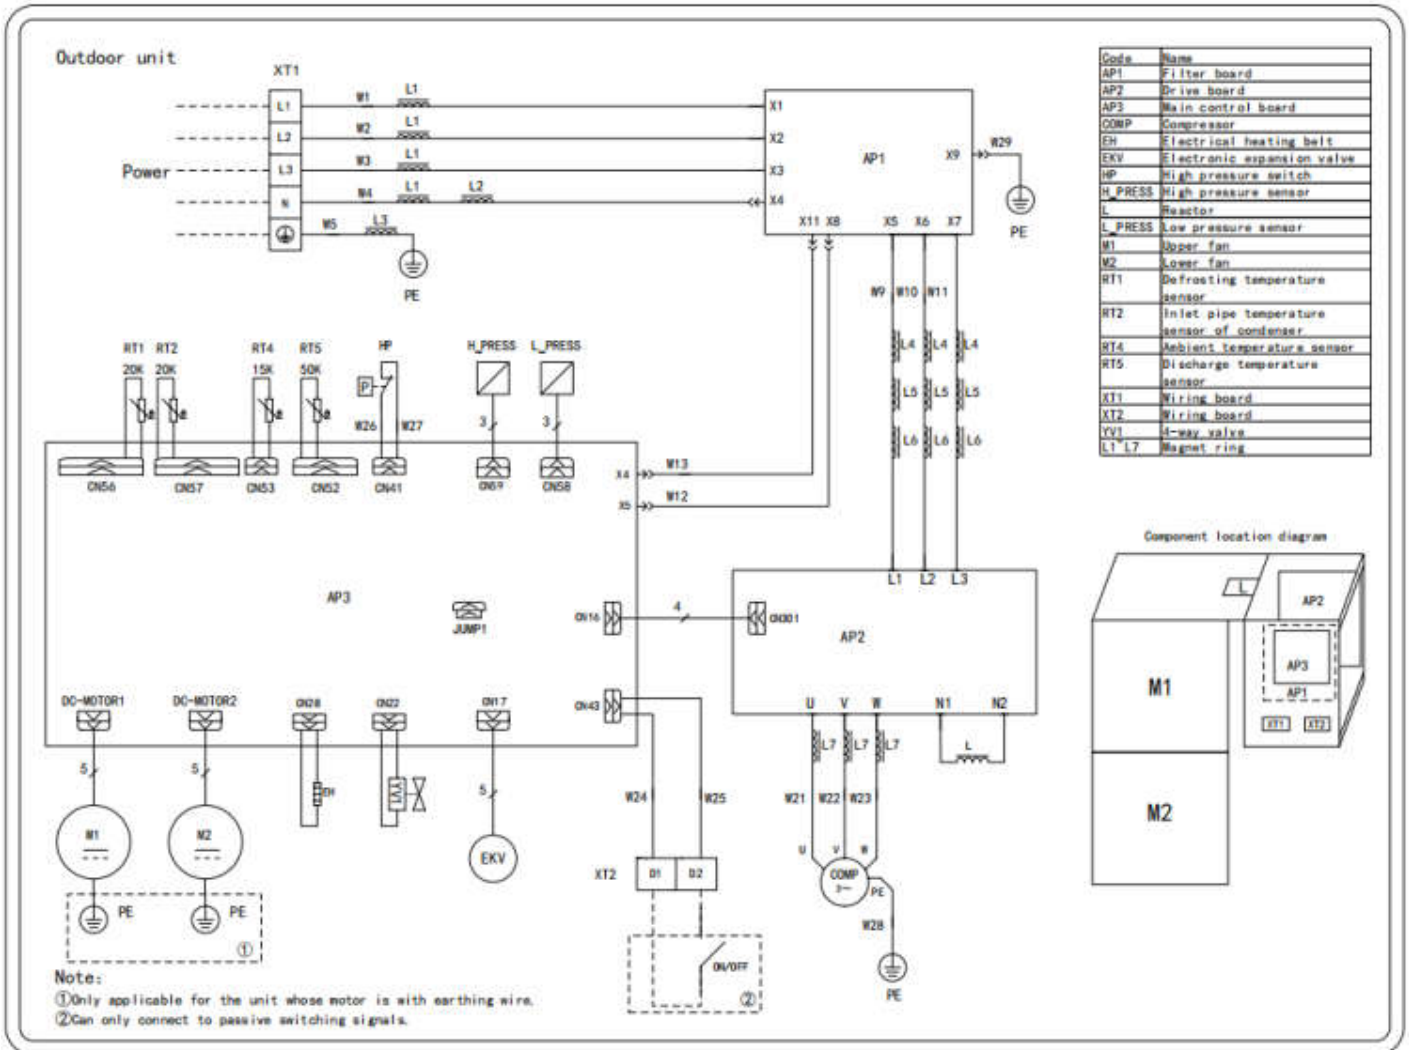 Outdoor unit
XT1
L1 W1 L1 X1
L2 W2 L1 X2
Power L3 W3 L1 X3
N W4 L1 L2 X4
W5 L3
PE
AP1 X9 W29
PE
X11 X8 X5 X6 X7
W9 W10 W11
L4 L4 L4
L5 L5 L5
L6 L6 L6
RT1 RT2 RT4 RT5 HP H_PRESS L_PRESS
20K 20K 15K 50K
P
W26 W27 3 3
CN56 CN57 CN53 CN52 CN41 CN59 CN58
X4 W13
X5 W12
AP3
JUMP1
CN16 4 CN301
L1 L2 L3
AP2
U V W N1 N2
L7 L7 L7 L
DC-MOTOR1 DC-MOTOR2 CN28 CN22 CN17 CN43
5 5 EH YV1 5
W24 W25 W21 W22 W23
M1 M2 EKV
XT2 D1 D2
U V W
COMP
3~
PE
W28
PE
PE PE
①
ON/OFF
②
Note:
①Only applicable for the unit whose motor is with earthing wire.
②Can only connect to passive switching signals.
Code Name
AP1 Filter board
AP2 Drive board
AP3 Main control board
COMP Compressor
EH Electrical heating belt
EKV Electronic expansion valve
HP High pressure switch
H_PRESS High pressure sensor
L Reactor
L_PRESS Low pressure sensor
M1 Upper fan
M2 Lower fan
RT1 Defrosting temperature
sensor
RT2 Inlet pipe temperature
sensor of condenser
RT4 Ambient temperature sensor
RT5 Discharge temperature
sensor
XT1 Wiring board
XT2 Wiring board
YV1 4-way valve
L1~L7 Magnet ring
Component location diagram
L
AP2
AP3
AP1
XT1 XT2
M1
M2